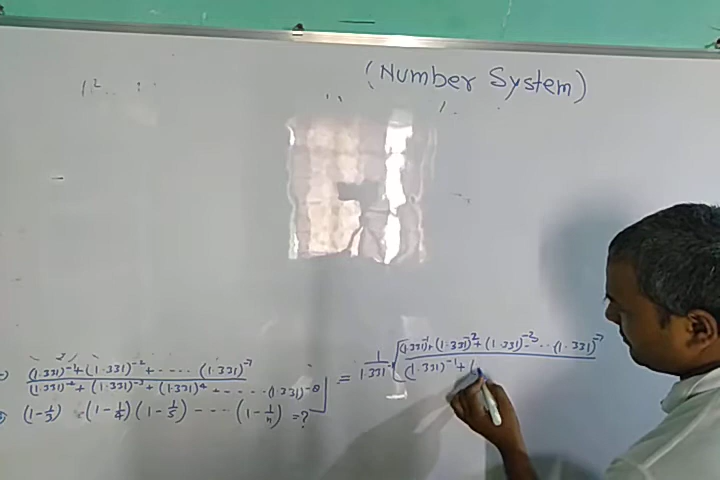 (Number System)
(1.331)⁻¹+(1.331)⁻²+-----(1.331)⁻⁷
(1.331)⁻²+(1.331)⁻³+(1.331)⁻⁴------(1.331)⁻⁸
= 1/1.331⁻¹ [(1.331)⁻¹+(1.331)⁻²+(1.331)⁻³-..(1.331)⁻⁷
(1.331)⁻¹+(
(1-1/3) (1-1/4)(1-1/5)----(1-1/n)=?